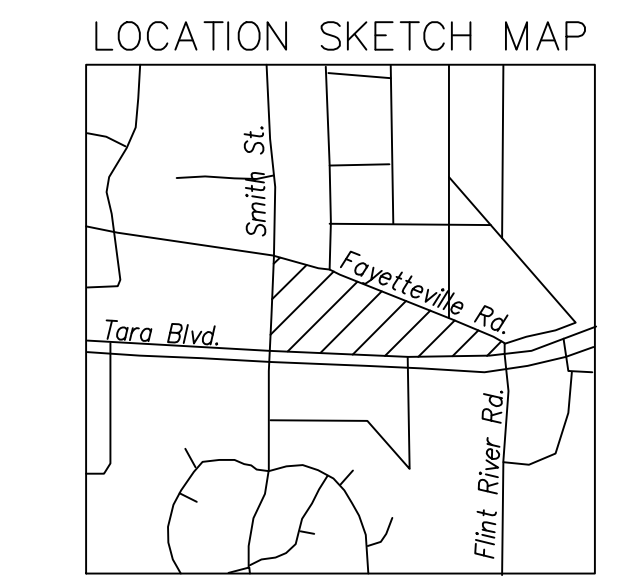 LOCATION SKETCH MAP
Smith St.
Fayetteville Rd.
Tara Blvd.
Flint River Rd.